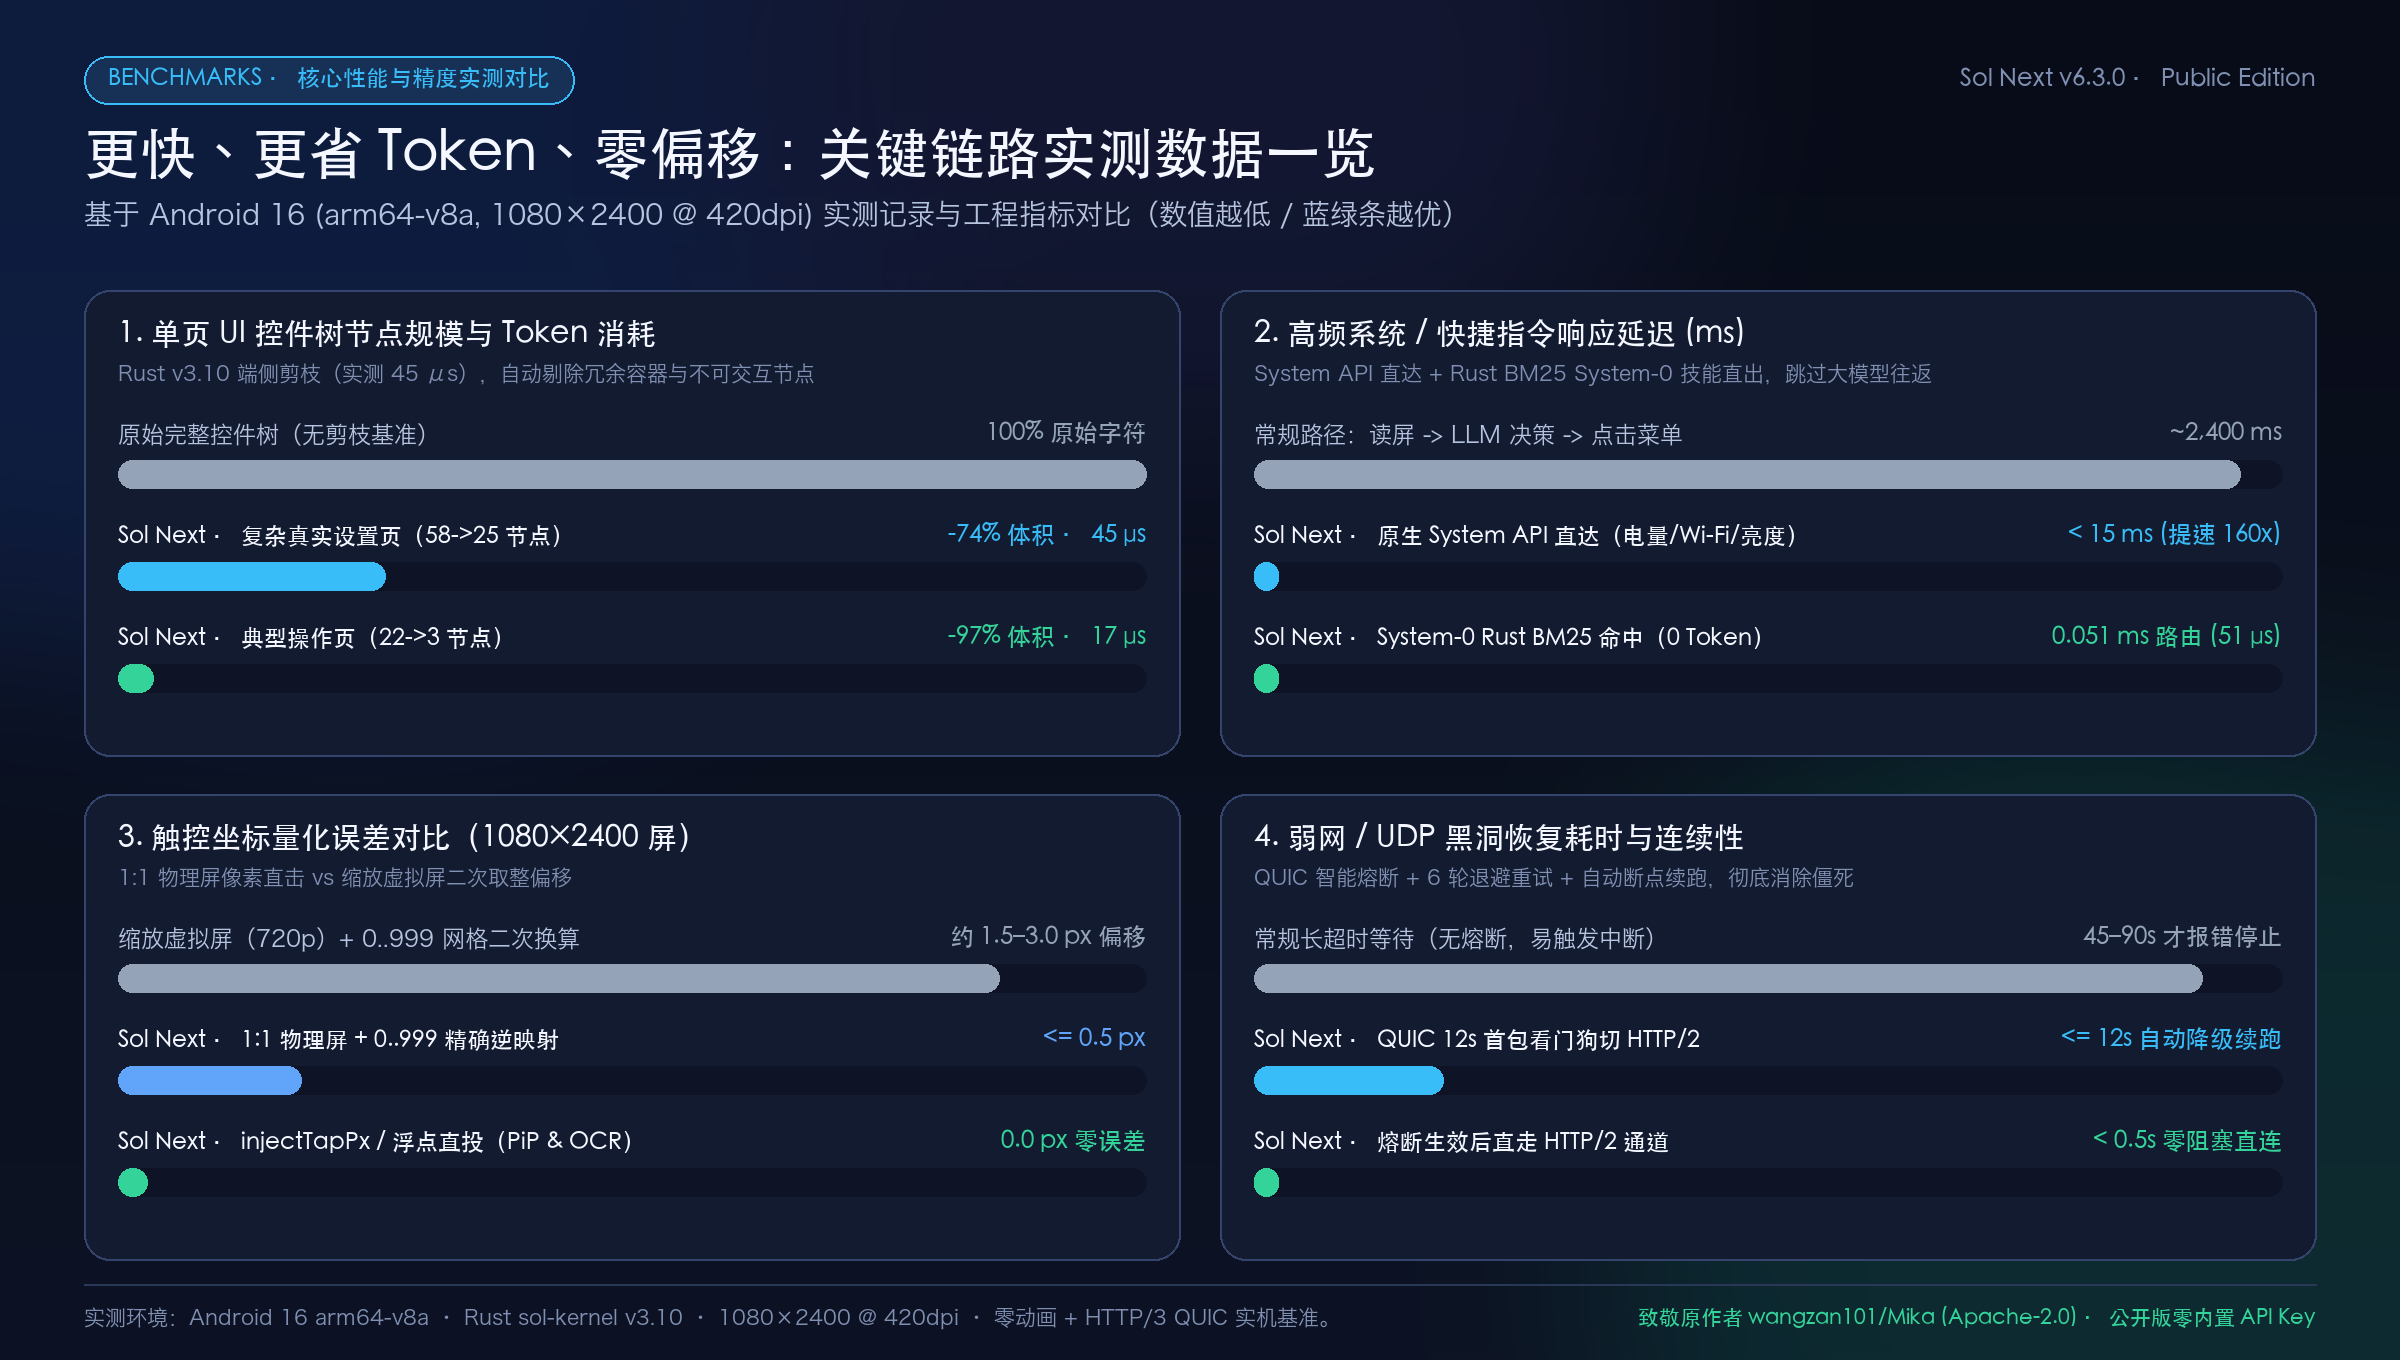 BENCHMARKS · 核心性能与精度实测对比
Sol Next v6.3.0 · Public Edition
更快、更省 Token、零偏移：关键链路实测数据一览
基于 Android 16 (arm64-v8a, 1080×2400 @ 420dpi) 实测记录与工程指标对比（数值越低 / 蓝绿条越优）
1. 单页 UI 控件树节点规模与 Token 消耗
Rust v3.10 端侧剪枝（实测 45 μs），自动剔除冗余容器与不可交互节点
原始完整控件树（无剪枝基准）
100% 原始字符
Sol Next · 复杂真实设置页（58->25 节点）
-74% 体积 · 45 μs
Sol Next · 典型操作页（22->3 节点）
-97% 体积 · 17 μs
2. 高频系统 / 快捷指令响应延迟 (ms)
System API 直达 + Rust BM25 System-0 技能直出，跳过大模型往返
常规路径：读屏 -> LLM 决策 -> 点击菜单
~2,400 ms
Sol Next · 原生 System API 直达（电量/Wi-Fi/亮度）
< 15 ms (提速 160x)
Sol Next · System-0 Rust BM25 命中（0 Token）
0.051 ms 路由 (51 μs)
3. 触控坐标量化误差对比（1080×2400 屏）
1:1 物理屏像素直击 vs 缩放虚拟屏二次取整偏移
缩放虚拟屏（720p）+ 0..999 网格二次换算
约 1.5–3.0 px 偏移
Sol Next · 1:1 物理屏 + 0..999 精确逆映射
<= 0.5 px
Sol Next · injectTapPx / 浮点直投（PiP & OCR）
0.0 px 零误差
4. 弱网 / UDP 黑洞恢复耗时与连续性
QUIC 智能熔断 + 6 轮退避重试 + 自动断点续跑，彻底消除僵死
常规长超时等待（无熔断，易触发中断）
45–90s 才报错停止
Sol Next · QUIC 12s 首包看门狗切 HTTP/2
<= 12s 自动降级续跑
Sol Next · 熔断生效后直走 HTTP/2 通道
< 0.5s 零阻塞直连
实测环境：Android 16 arm64-v8a · Rust sol-kernel v3.10 · 1080×2400 @ 420dpi · 零动画 + HTTP/3 QUIC 实机基准。
致敬原作者 wangzan101/Mika (Apache-2.0) · 公开版零内置 API Key